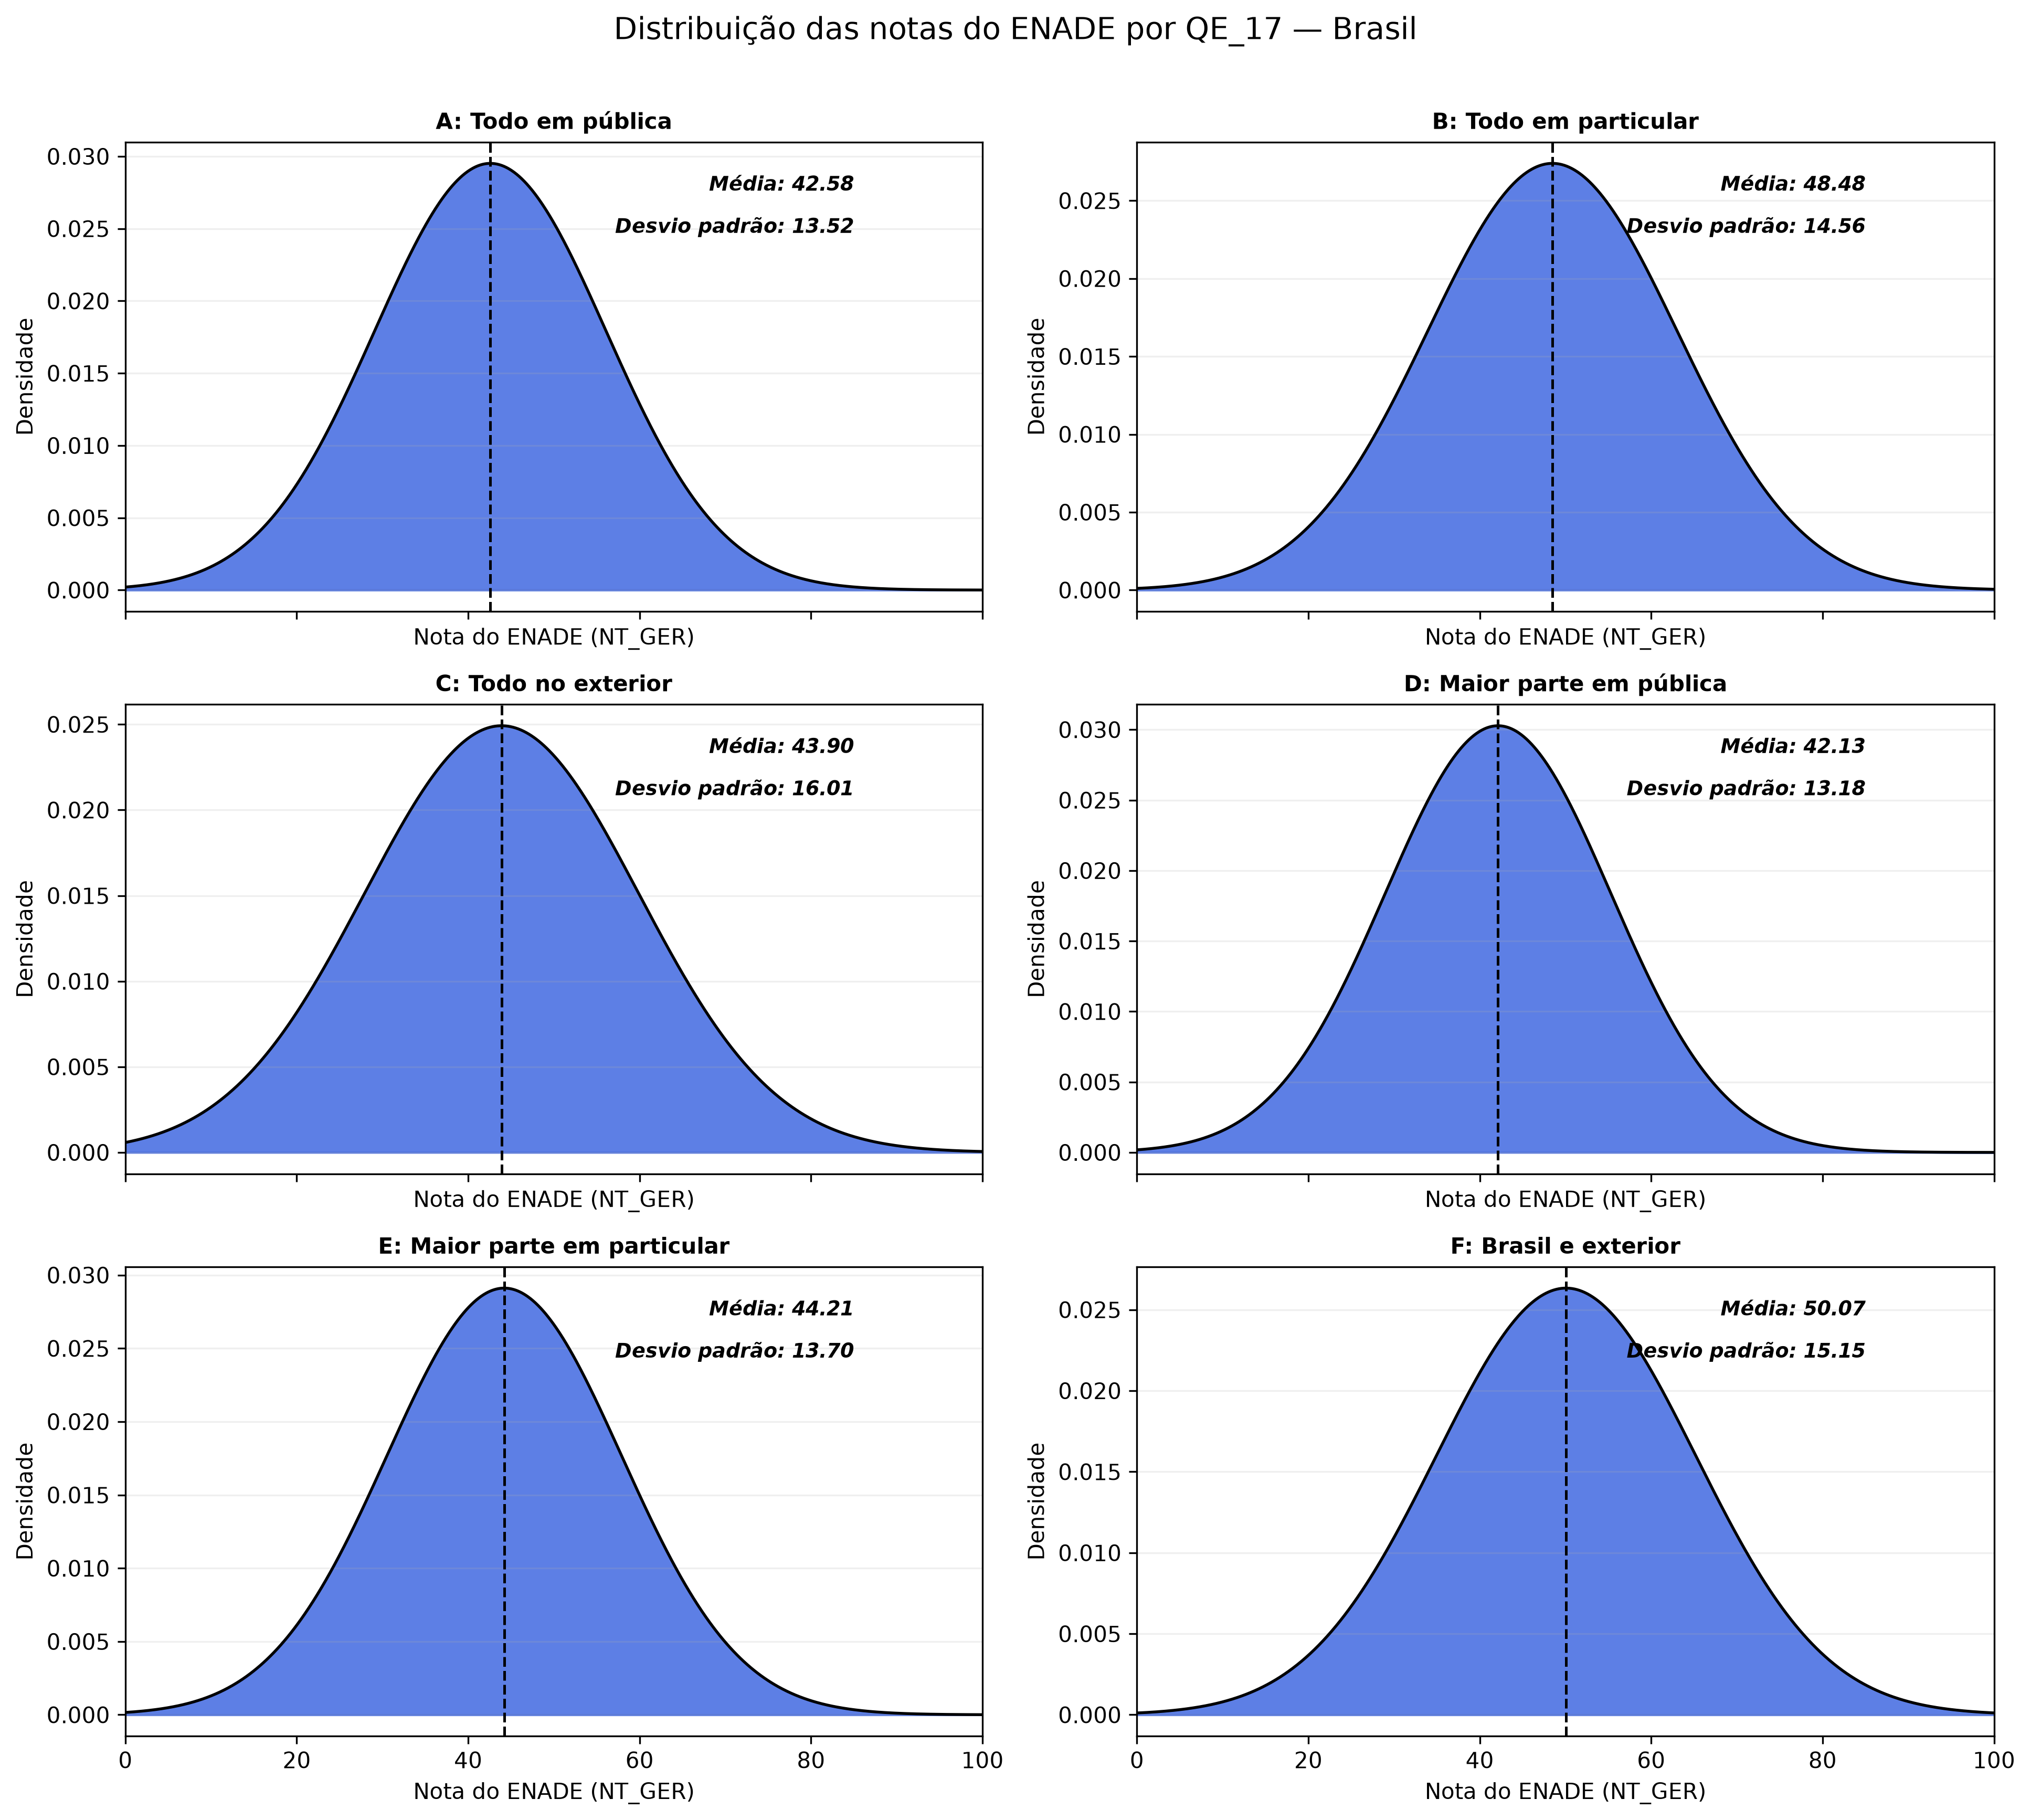 Distribuição das notas do ENADE por QE_17 — Brasil
A: Todo em pública
Média: 42.58
Desvio padrão: 13.52
0.030
0.025
0.020
0.015
0.010
0.005
0.000
Densidade
Nota do ENADE (NT_GER)
B: Todo em particular
Média: 48.48
Desvio padrão: 14.56
0.025
0.020
0.015
0.010
0.005
0.000
Densidade
Nota do ENADE (NT_GER)
C: Todo no exterior
Média: 43.90
Desvio padrão: 16.01
0.025
0.020
0.015
0.010
0.005
0.000
Densidade
Nota do ENADE (NT_GER)
D: Maior parte em pública
Média: 42.13
Desvio padrão: 13.18
0.030
0.025
0.020
0.015
0.010
0.005
0.000
Densidade
Nota do ENADE (NT_GER)
E: Maior parte em particular
Média: 44.21
Desvio padrão: 13.70
0.030
0.025
0.020
0.015
0.010
0.005
0.000
Densidade
0 20 40 60 80 100
Nota do ENADE (NT_GER)
F: Brasil e exterior
Média: 50.07
Desvio padrão: 15.15
0.025
0.020
0.015
0.010
0.005
0.000
Densidade
0 20 40 60 80 100
Nota do ENADE (NT_GER)